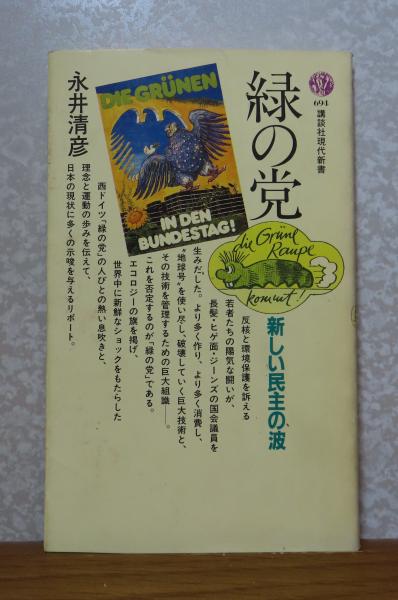 694
講談社現代新書
緑の党
新しい民主の波
永井清彦
DIE GRÜNEN
IN DEN
BUNDESTAG!
die Grüne
Raupe
kommt!
反核と環境保護を訴える
若者たちの陽気な闘いが、
長髪・ヒゲ面・ジーンズの国会議員を
生みだした。より多く作り、より多く消費し、
“地球号”を使い尽し、破壊していく巨大技術と、
その技術を管理するための巨大組織――。
これを否定するのが「緑の党」である。
エコロジーの旗を掲げ、
世界中に新鮮なショックをもたらした
西ドイツ「緑の党」の人びとの熱い息吹きと、
理念と運動の歩みを伝えて、
日本の現状に多くの示唆を与えるリポート。